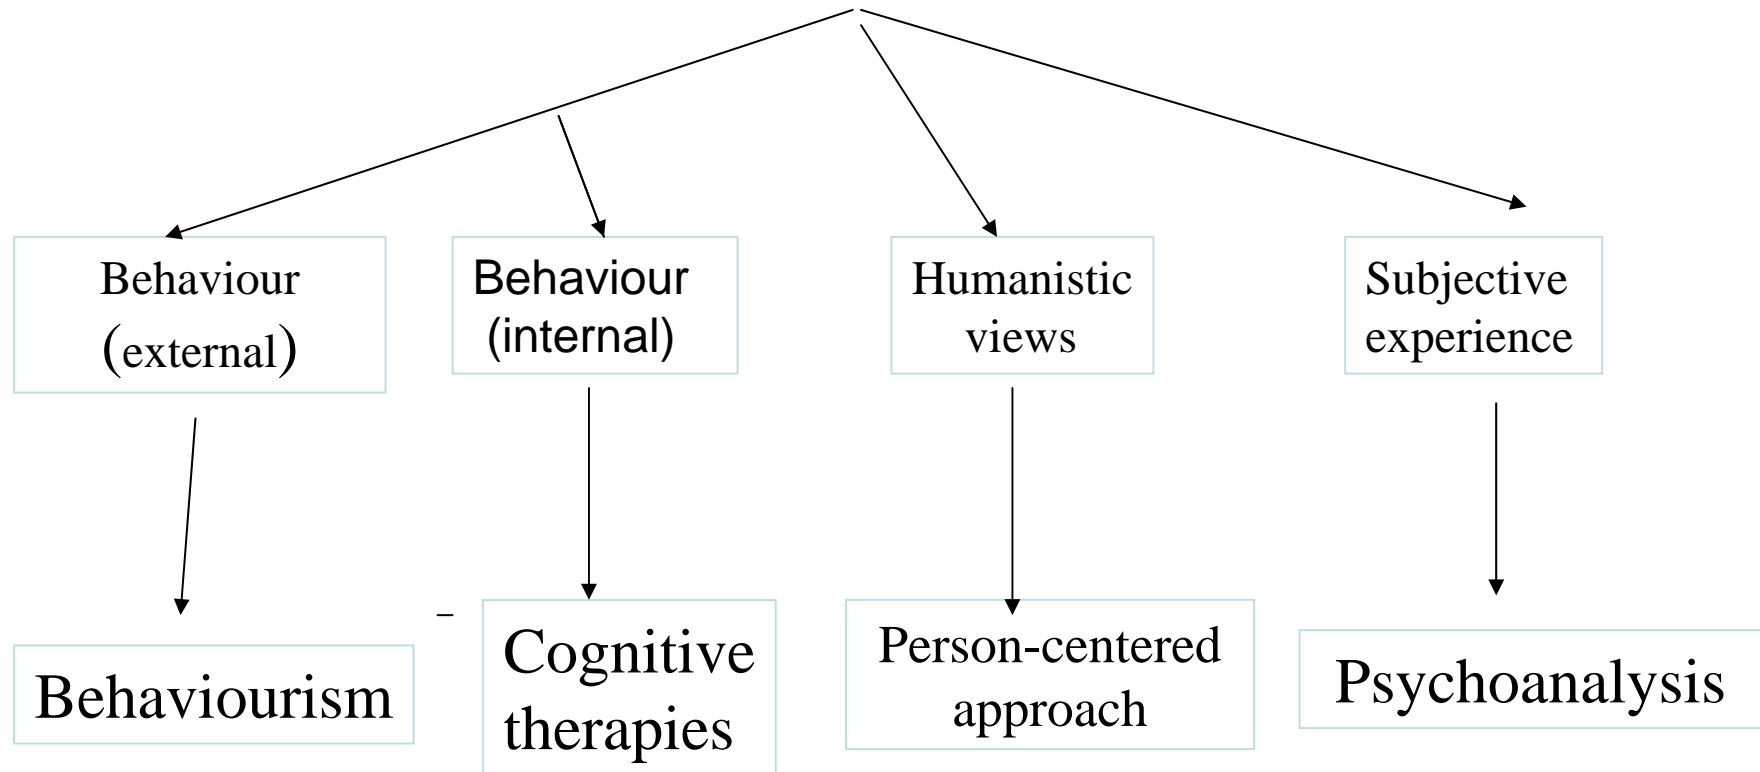 Behaviour
(external)
Behaviour
(internal)
Humanistic
views
Subjective
experience
–
Behaviourism
Cognitive
therapies
Person-centered
approach
Psychoanalysis